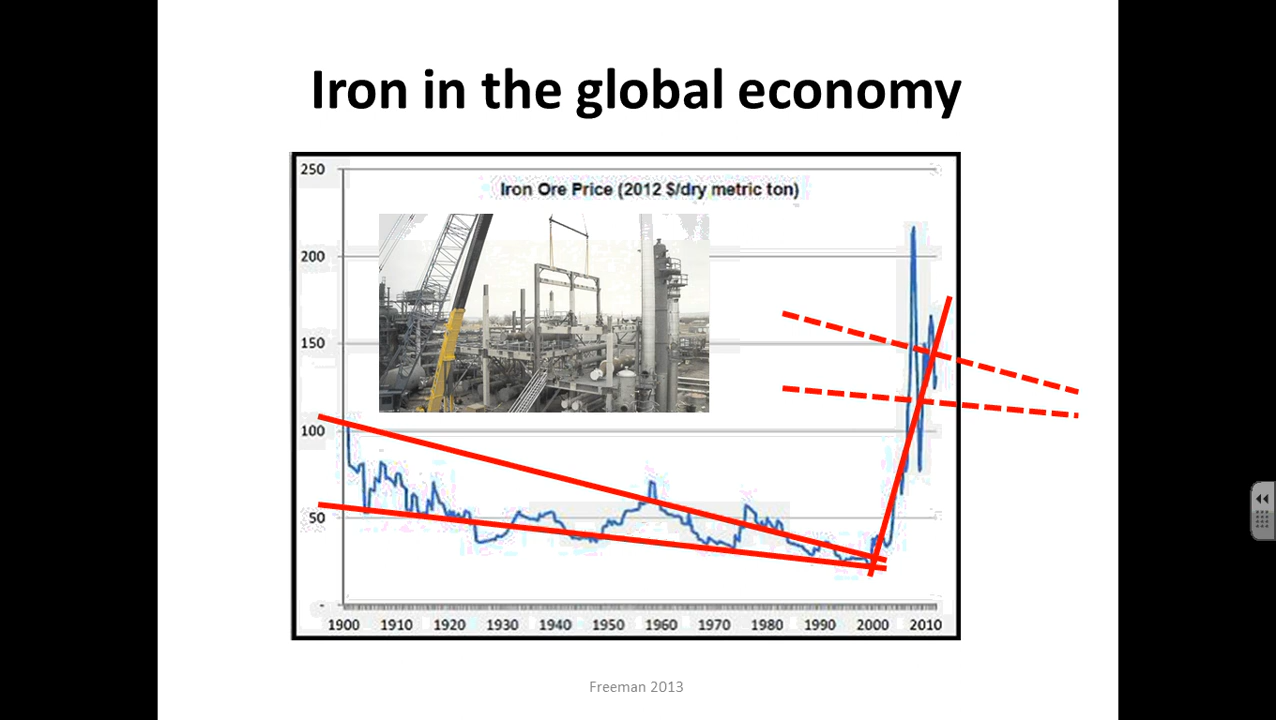 Iron in the global economy
Iron Ore Price (2012 $/dry metric ton)
250
200
150
100
50
-
1900 1910 1920 1930 1940 1950 1960 1970 1980 1990 2000 2010
Freeman 2013